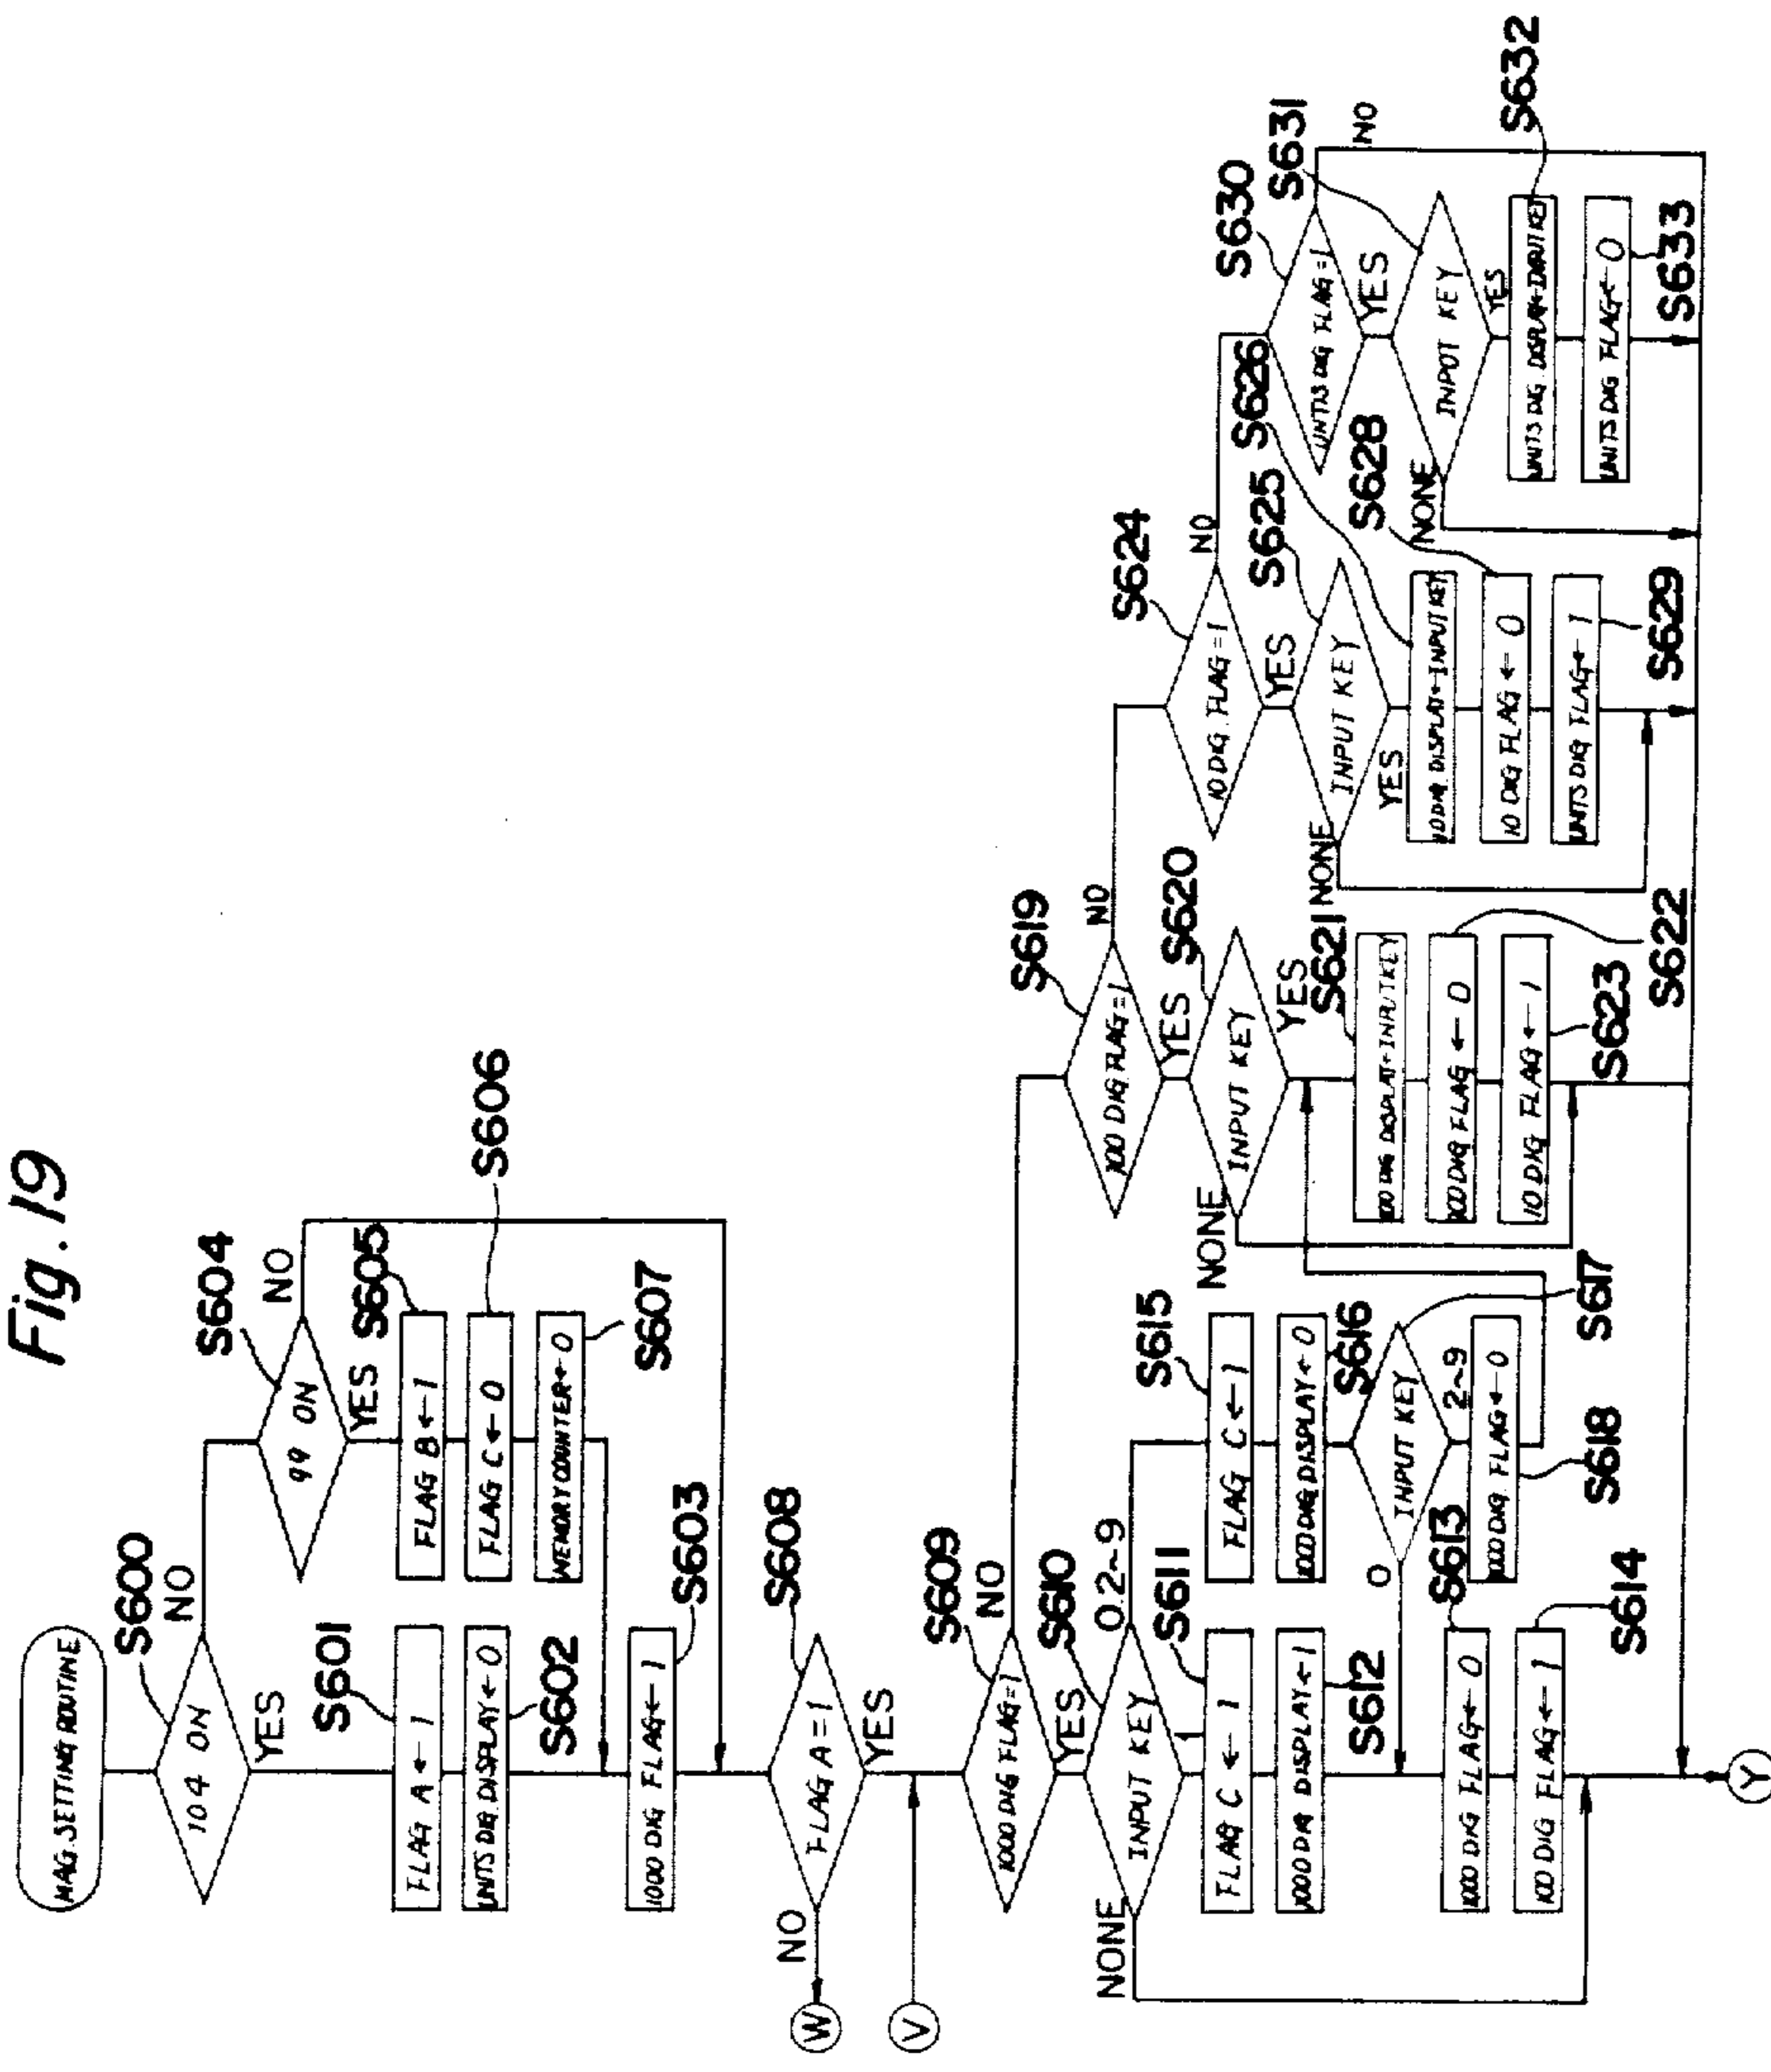 Fig. 19
MAG. SETTING ROUTINE
S600
104 ON
NO
YES
S601
FLAG A ← 1
UNITS DIG. DISPLAY ← 0
S602
S604
99 ON
NO
YES
S605
FLAG B ← 1
FLAG C ← 0
S606
MEMORY COUNTER ← 0
S607
1000 DIG FLAG ← 1
S603
S608
FLAG A = 1
NO
YES
W
V
S609
1000 DIG FLAG = 1
NO
YES
S610
INPUT KEY
NONE
0.2~9
1
S611
FLAG C ← 1
1000 DIG DISPLAY ← 1
S612
S613
1000 DIG FLAG ← 0
100 DIG FLAG ← 1
S614
S615
FLAG C ← 1
1000 DIG DISPLAY ← 0
S616
INPUT KEY
S617
0
2~9
1000 DIG. FLAG ← 0
S618
S619
100 DIG. FLAG = 1
NO
YES
S620
INPUT KEY
NONE
YES
S621
100 DIG DISPLAY ← INPUT KEY
100 DIG FLAG ← 0
S622
10 DIG FLAG ← 1
S623
S624
10 DIG. FLAG = 1
NO
YES
S625
INPUT KEY
NONE
YES
S626
10 DIG DISPLAY ← INPUT KEY
S628
10 DIG FLAG ← 0
UNITS DIG FLAG ← 1
S629
S630
UNITS DIG FLAG = 1
NO
YES
S631
INPOT KEY
NONE
YES
S632
UNITS DIG. DISPLAY ← INPUT KEY
UNITS DIG FLAG ← 0
S633
Y